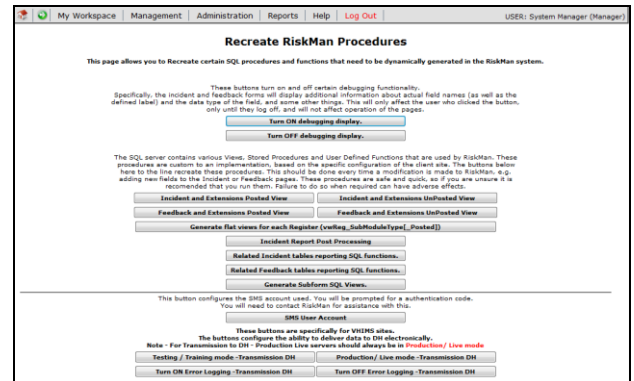 My Workspace Management Administration Reports Help Log Out USER: System Manager (Manager)
Recreate RiskMan Procedures
This page allows you to Recreate certain SQL procedures and functions that need to be dynamically generated in the RiskMan system.
These buttons turn on and off certain debugging functionality.
Specifically, the incident and feedback forms will display additional information about actual field names (as well as the
defined label) and the data type of the field, and some other things. This will only affect the user who clicked the button,
only until they log off, and will not affect operation of the pages.
Turn ON debugging display.
Turn OFF debugging display.
The SQL server contains various Views, Stored Procedures and User Defined Functions that are used by RiskMan. These
procedures are custom to an implementation, based on the specific configuration of the client site. The buttons below
here to the line recreate these procedures. This should be done every time a modification is made to RiskMan, e.g.
adding new fields to the Incident or Feedback pages. These procedures are safe and quick, so if you are unsure it is
recomended that you run them. Failure to do so when required can have adverse effects.
Incident and Extensions Posted View Incident and Extensions UnPosted View
Feedback and Extensions Posted View Feedback and Extensions UnPosted View
Generate flat views for each Register (vwReg_SubModuleType[_Posted])
Incident Report Post Processing
Related Incident tables reporting SQL functions.
Related Feedback tables reporting SQL functions.
Generate Subform SQL Views.
This button configures the SMS account used. You will be prompted for a authentication code.
You will need to contact RiskMan for assistance with this.
SMS User Account
These buttons are specifically for VHIMS sites.
The buttons configure the ability to deliver data to DH electronically.
Note - For Transmission to DH - Production Live servers should always be in Production/ Live mode
Testing / Training mode -Transmission DH Production/ Live mode -Transmission DH
Turn ON Error Logging -Transmission DH Turn OFF Error Logging -Transmission DH